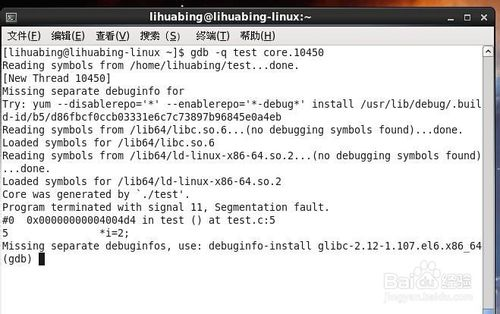 lihuabing@lihuabing-linux:~
文件(F) 编辑(E) 查看(V) 搜索 (S) 终端(T) 帮助(H)
[lihuabing@lihuabing-linux ~]$ gdb -q test core.10450
Reading symbols from /home/lihuabing/test...done.
[New Thread 10450]
Missing separate debuginfo for
Try: yum --disablerepo='*' --enablerepo='*-debug*' install /usr/lib/debug/.buil
d-id/b5/d86fbcf0ccb03331e6c7c73897b96845e0a4eb
Reading symbols from /lib64/libc.so.6...(no debugging symbols found)...done.
Loaded symbols for /lib64/libc.so.6
Reading symbols from /lib64/ld-linux-x86-64.so.2...(no debugging symbols found)
...done.
Loaded symbols for /lib64/ld-linux-x86-64.so.2
Core was generated by `./test'.
Program terminated with signal 11, Segmentation fault.
#0  0x00000000004004d4 in test () at test.c:5
5               *i=2;
Missing separate debuginfos, use: debuginfo-install glibc-2.12-1.107.el6.x86_64
(gdb)
Baidu 经验
jingyan.baidu.com